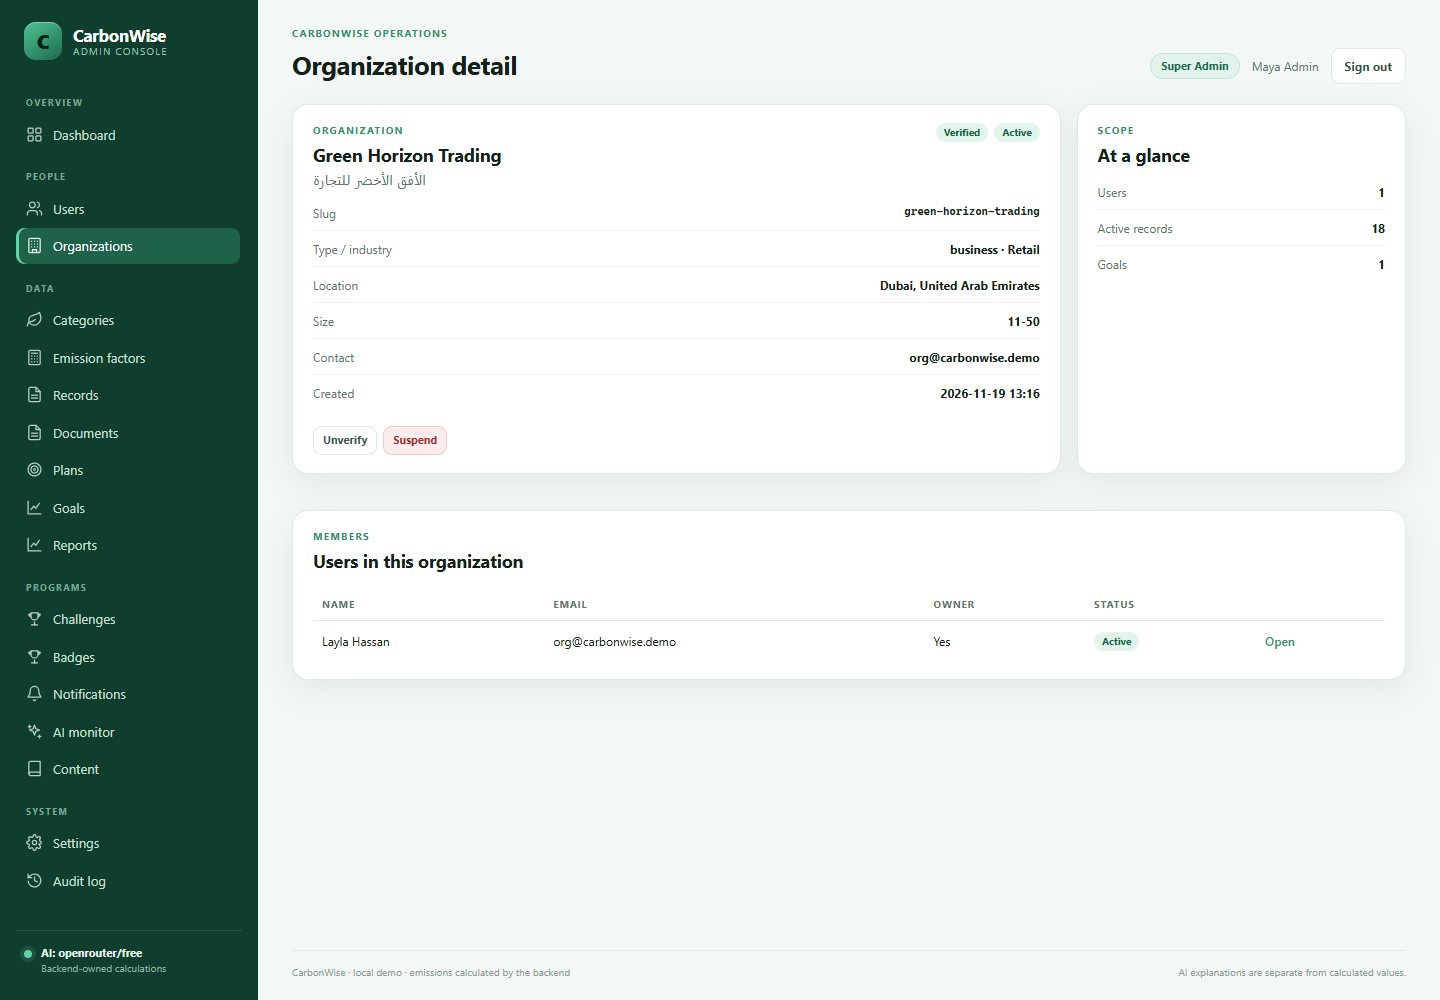 C
CarbonWise
ADMIN CONSOLE
OVERVIEW
Dashboard
PEOPLE
Users
Organizations
DATA
Categories
Emission factors
Records
Documents
Plans
Goals
Reports
PROGRAMS
Challenges
Badges
Notifications
AI monitor
Content
SYSTEM
Settings
Audit log
AI: openrouter/free
Backend-owned calculations
CARBONWISE OPERATIONS
Organization detail
Super Admin Maya Admin Sign out
ORGANIZATION
Verified Active
Green Horizon Trading
الأفق الأخضر للتجارة
Slug green-horizon-trading
Type / industry business · Retail
Location Dubai, United Arab Emirates
Size 11-50
Contact org@carbonwise.demo
Created 2026-11-19 13:16
Unverify Suspend
SCOPE
At a glance
Users 1
Active records 18
Goals 1
MEMBERS
Users in this organization
NAME EMAIL OWNER STATUS
Layla Hassan org@carbonwise.demo Yes Active Open
CarbonWise · local demo · emissions calculated by the backend
AI explanations are separate from calculated values.